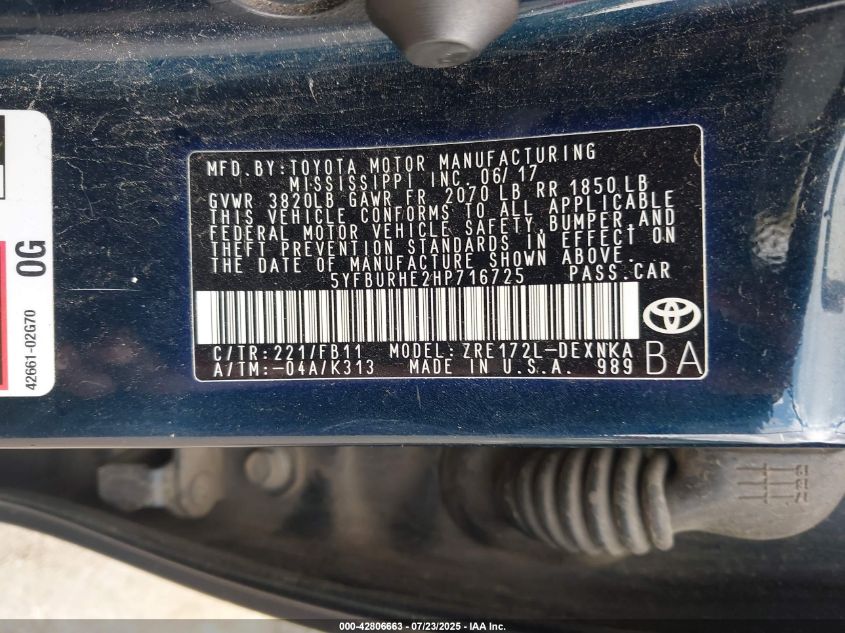 MFD.BY:TOYOTA MOTOR MANUFACTURING
MISSISSIPPI INC. 06/17
GVWR 3820LB GAWR FR 2070 LB RR 1850 LB
THIS VEHICLE CONFORMS TO ALL APPLICABLE
FEDERAL MOTOR VEHICLE SAFETY,BUMPER,AND
THEFT PREVENTION STANDARDS IN EFFECT ON
THE DATE OF MANUFACTURE SHOWN ABOVE.
5YFBURHE2HP716725 PASS.CAR
C/TR:221/FB11 MODEL:ZRE172L-DEXNKA
A/TM:-04A/K313 MADE IN U.S.A. 989
BA
0G
42661-02G70
000-42806663 - 07/23/2025 - IAA Inc.